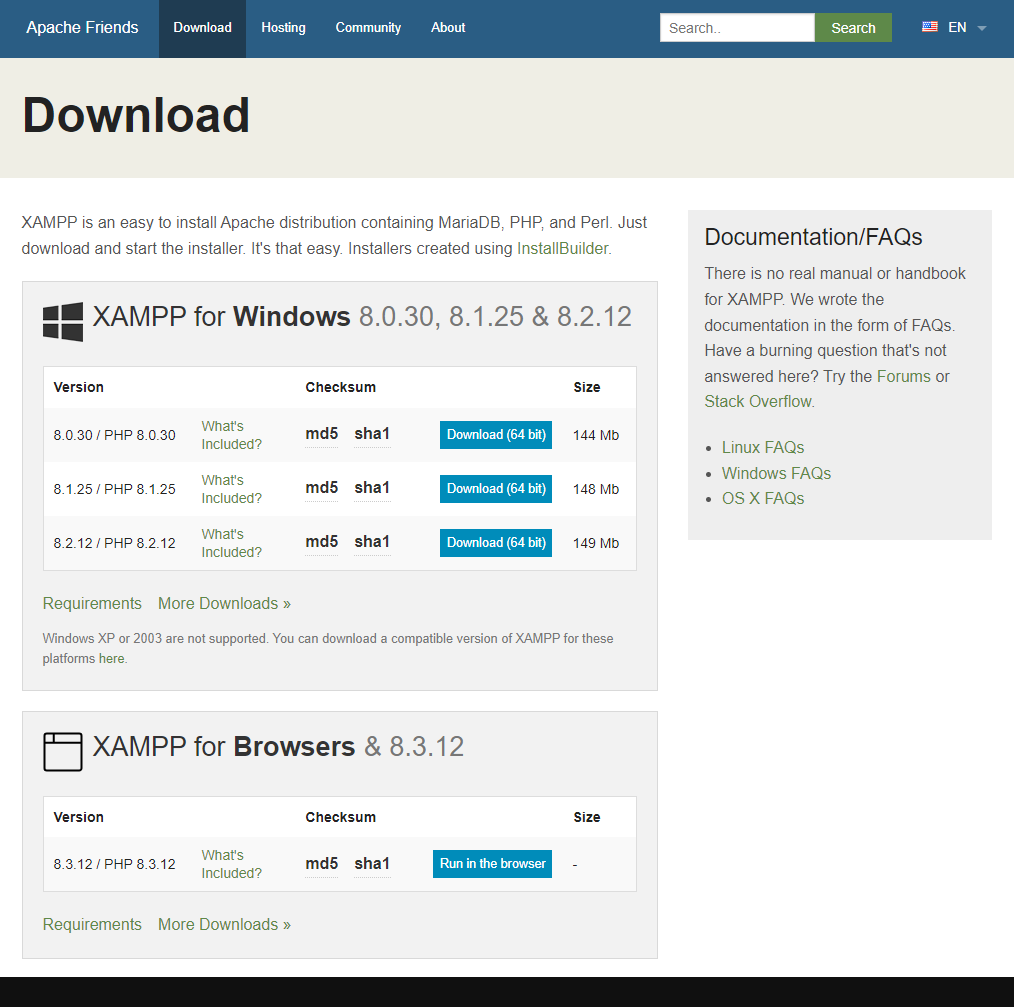 Apache Friends Download Hosting Community About Search.. Search EN
Download
XAMPP is an easy to install Apache distribution containing MariaDB, PHP, and Perl. Just
download and start the installer. It's that easy. Installers created using InstallBuilder.
XAMPP for Windows 8.0.30, 8.1.25 & 8.2.12
Version Checksum Size
8.0.30 / PHP 8.0.30 What's Included? md5 sha1 Download (64 bit) 144 Mb
8.1.25 / PHP 8.1.25 What's Included? md5 sha1 Download (64 bit) 148 Mb
8.2.12 / PHP 8.2.12 What's Included? md5 sha1 Download (64 bit) 149 Mb
Requirements More Downloads »
Windows XP or 2003 are not supported. You can download a compatible version of XAMPP for these
platforms here.
XAMPP for Browsers & 8.3.12
Version Checksum Size
8.3.12 / PHP 8.3.12 What's Included? md5 sha1 Run in the browser -
Requirements More Downloads »
Documentation/FAQs
There is no real manual or handbook
for XAMPP. We wrote the
documentation in the form of FAQs.
Have a burning question that's not
answered here? Try the Forums or
Stack Overflow.
• Linux FAQs
• Windows FAQs
• OS X FAQs